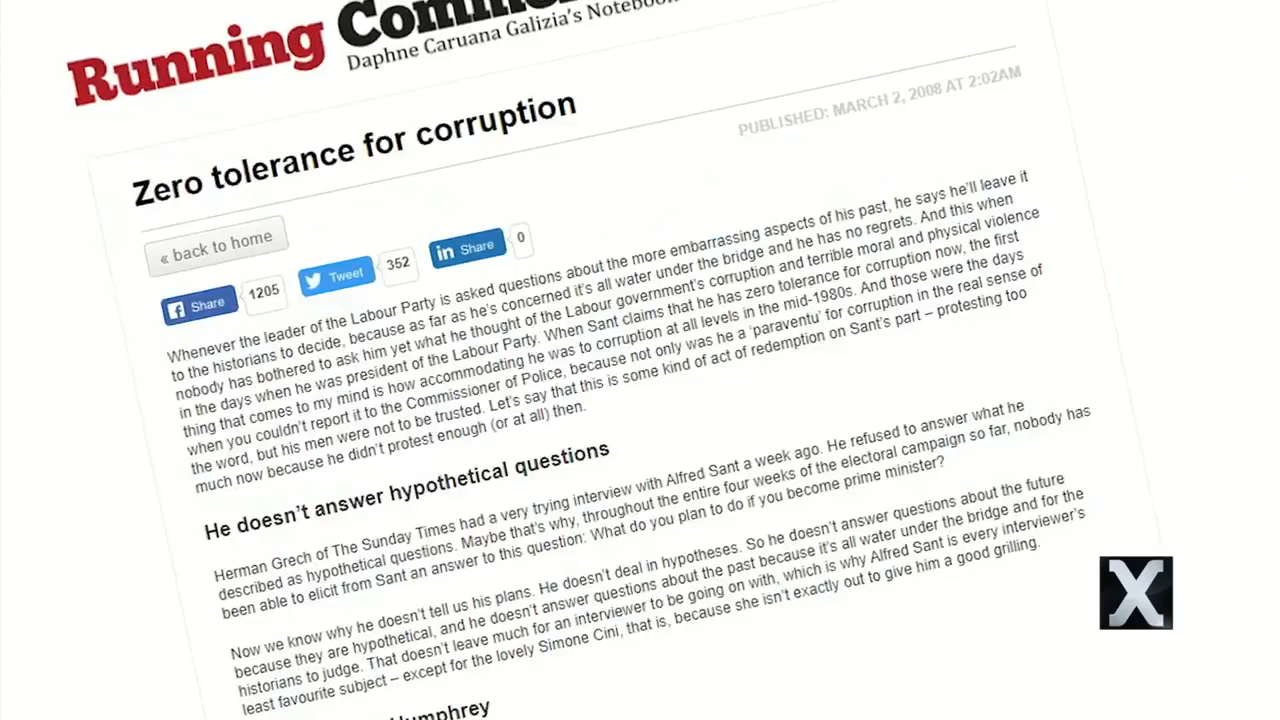 Running Comm
Daphne Caruana Galizia's Notebook
Zero tolerance for corruption
PUBLISHED: MARCH 2, 2008 AT 2:02AM
« back to home
Share 1205 Tweet 352 Share 0
Whenever the leader of the Labour Party is asked questions about the more embarrassing aspects of his past, he says he'll leave it
to the historians to decide, because as far as he's concerned it's all water under the bridge and he has no regrets. And this when
nobody has bothered to ask him yet what he thought of the Labour government's corruption and terrible moral and physical violence
in the days when he was president of the Labour Party. When Sant claims that he has zero tolerance for corruption now, the first
thing that comes to my mind is how accommodating he was to corruption at all levels in the mid-1980s. And those were the days
when you couldn't report it to the Commissioner of Police, because not only was he a 'paraventu' for corruption in the real sense of
the word, but his men were not to be trusted. Let's say that this is some kind of act of redemption on Sant's part – protesting too
much now because he didn't protest enough (or at all) then.
He doesn't answer hypothetical questions
Herman Grech of The Sunday Times had a very trying interview with Alfred Sant a week ago. He refused to answer what he
described as hypothetical questions. Maybe that's why, throughout the entire four weeks of the electoral campaign so far, nobody has
been able to elicit from Sant an answer to this question: What do you plan to do if you become prime minister?
Now we know why he doesn't tell us his plans. He doesn't deal in hypotheses. So he doesn't answer questions about the future
because they are hypothetical, and he doesn't answer questions about the past because it's all water under the bridge and for the
historians to judge. That doesn't leave much for an interviewer to be going on with, which is why Alfred Sant is every interviewer's
least favourite subject – except for the lovely Simone Cini, that is, because she isn't exactly out to give him a good grilling.
Humphrey
X